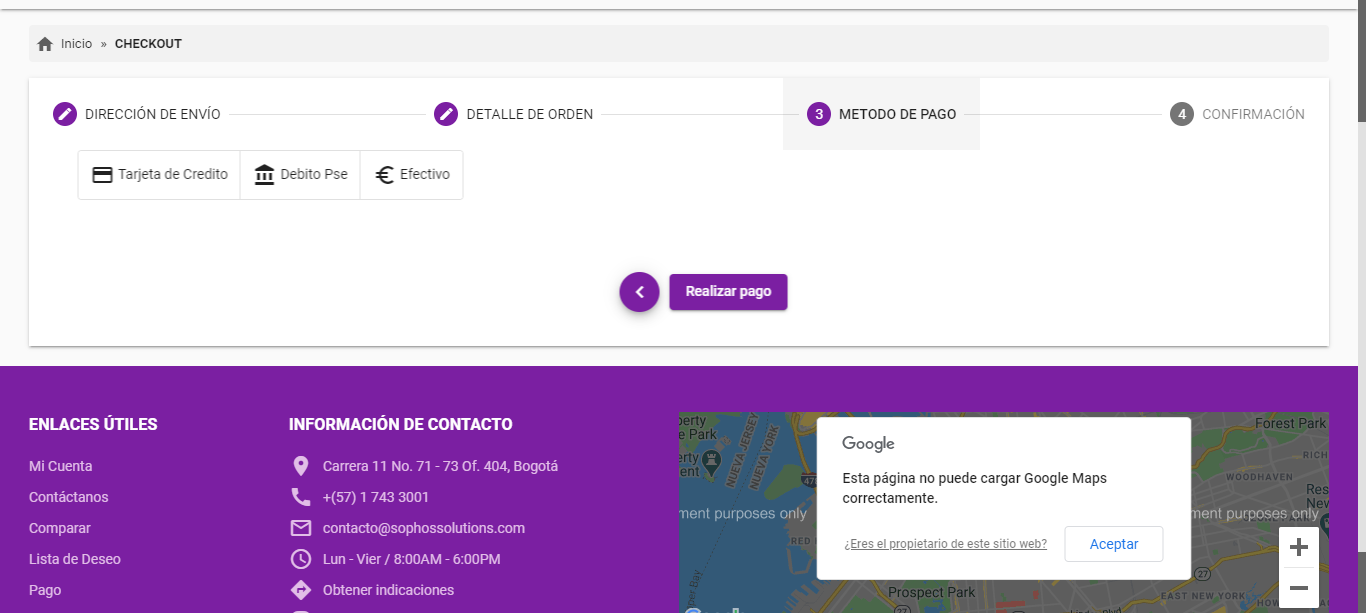 Inicio » CHECKOUT
DIRECCIÓN DE ENVÍO
DETALLE DE ORDEN
3 METODO DE PAGO
4 CONFIRMACIÓN
Tarjeta de Credito
Debito Pse
Efectivo
Realizar pago
ENLACES ÚTILES
Mi Cuenta
Contáctanos
Comparar
Lista de Deseo
Pago
INFORMACIÓN DE CONTACTO
Carrera 11 No. 71 - 73 Of. 404, Bogotá
+(57) 1 743 3001
contacto@sophossolutions.com
Lun - Vier / 8:00AM - 6:00PM
Obtener indicaciones
Google
Esta página no puede cargar Google Maps
correctamente.
¿Eres el propietario de este sitio web?
Aceptar
NUEVA JERSEY
NUEVA YORK
Forest Park
WOODHAVEN
ment purposes only
ment purposes only
27
Prospect Park
EAST NEW YORK
27